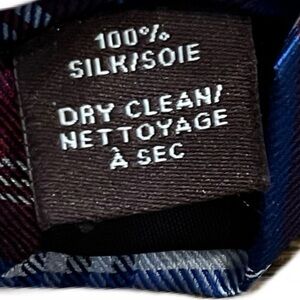 100%
SILK/SOIE
DRY CLEAN/
NETTOYAGE
À SEC